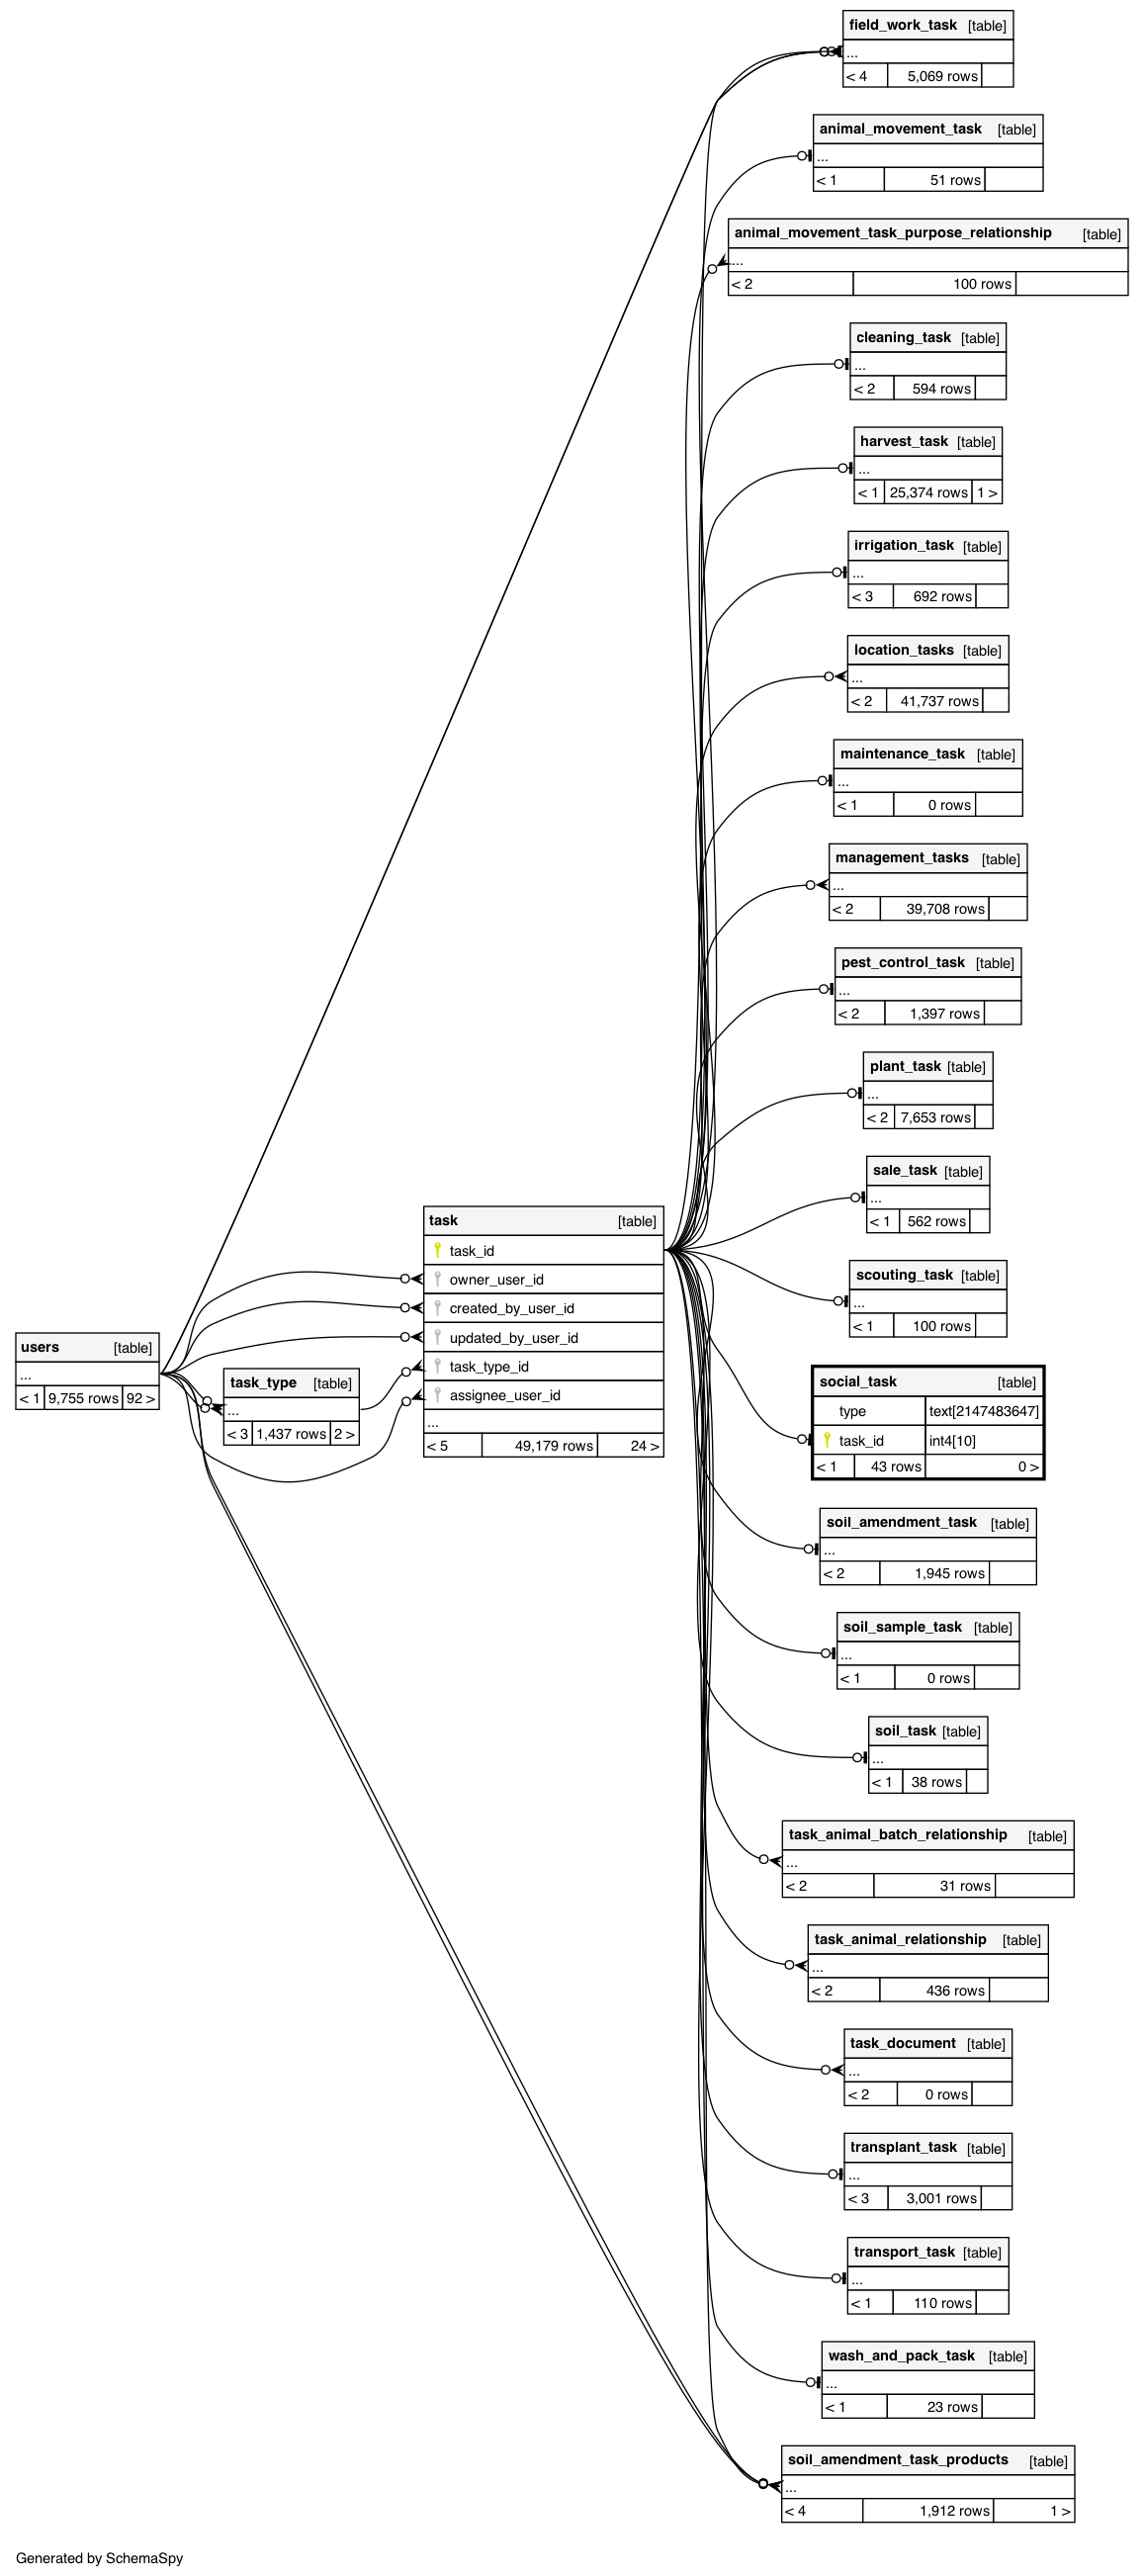 field_work_task [table]
...
< 4 5,069 rows
animal_movement_task [table]
...
< 1 51 rows
animal_movement_task_purpose_relationship [table]
...
< 2 100 rows
cleaning_task [table]
...
< 2 594 rows
harvest_task [table]
...
< 1 25,374 rows 1 >
irrigation_task [table]
...
< 3 692 rows
location_tasks [table]
...
< 2 41,737 rows
maintenance_task [table]
...
< 1 0 rows
management_tasks [table]
...
< 2 39,708 rows
pest_control_task [table]
...
< 2 1,397 rows
plant_task [table]
...
< 2 7,653 rows
sale_task [table]
...
< 1 562 rows
scouting_task [table]
...
< 1 100 rows
task [table]
task_id
owner_user_id
created_by_user_id
updated_by_user_id
task_type_id
assignee_user_id
...
< 5 49,179 rows 24 >
users [table]
...
< 1 9,755 rows 92 >
task_type [table]
...
< 3 1,437 rows 2 >
social_task [table]
type text[2147483647]
task_id int4[10]
< 1 43 rows 0 >
soil_amendment_task [table]
...
< 2 1,945 rows
soil_sample_task [table]
...
< 1 0 rows
soil_task [table]
...
< 1 38 rows
task_animal_batch_relationship [table]
...
< 2 31 rows
task_animal_relationship [table]
...
< 2 436 rows
task_document [table]
...
< 2 0 rows
transplant_task [table]
...
< 3 3,001 rows
transport_task [table]
...
< 1 110 rows
wash_and_pack_task [table]
...
< 1 23 rows
soil_amendment_task_products [table]
...
< 4 1,912 rows 1 >
Generated by SchemaSpy